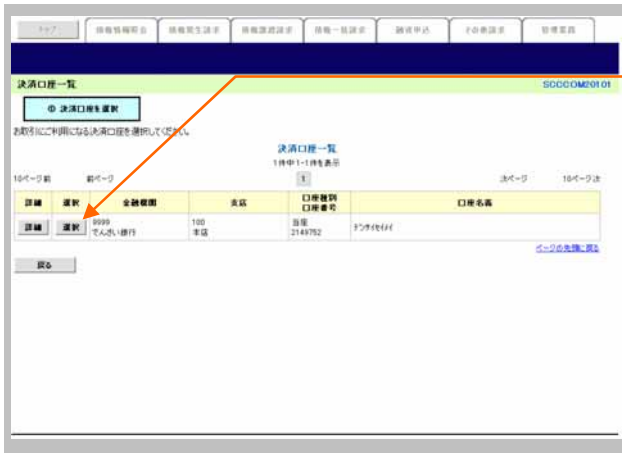 トップ 債権情報照会 債権発生請求 債権譲渡請求 債権一括請求 融資申込 その他請求 管理業務
決済口座一覧 SCCCOM20101
① 決済口座を選択
お取引にご利用になる決済口座を選択してください。
決済口座一覧
1件中1-1件を表示
10ページ前 前ページ 1 次ページ 10ページ次
詳細 選択 金融機関 支店 口座種別 口座番号 口座名義
詳細 選択 9999 でんさい銀行 100 本店 当座 2149752
ページの先頭に戻る
戻る